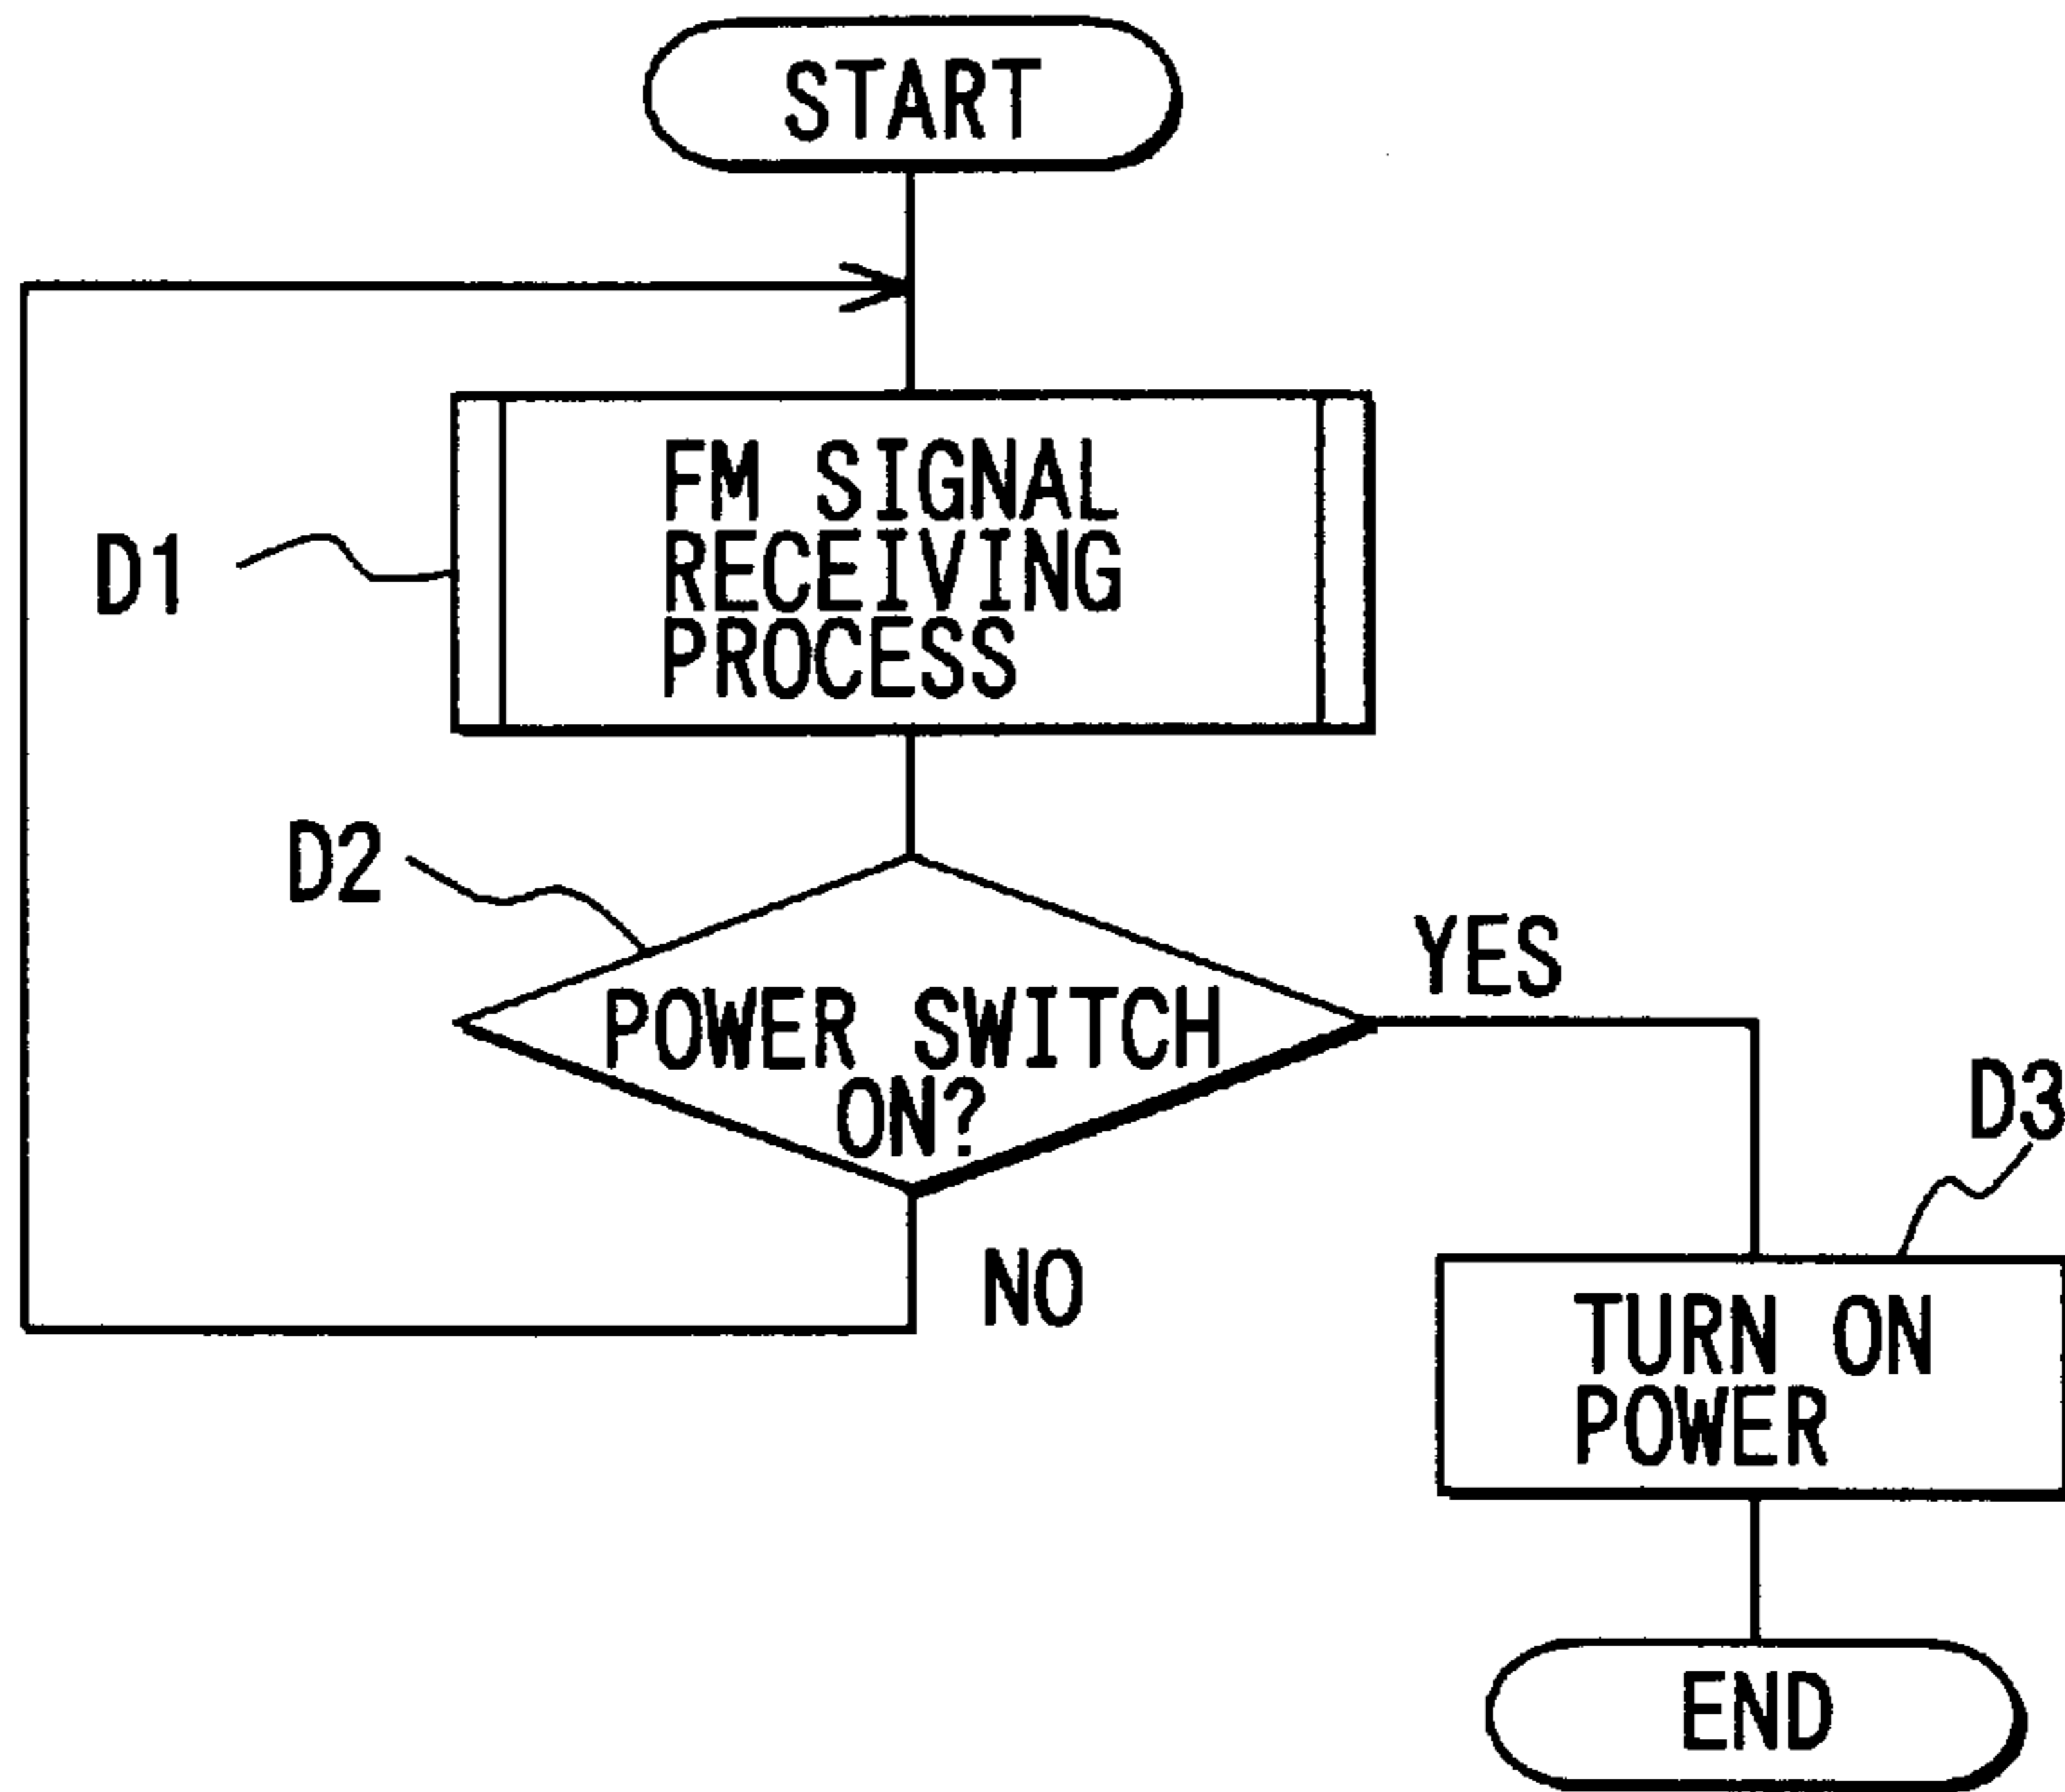 START
FM SIGNAL
RECEIVING
PROCESS
D1
D2
POWER SWITCH
ON?
YES
NO
D3
TURN ON
POWER
END